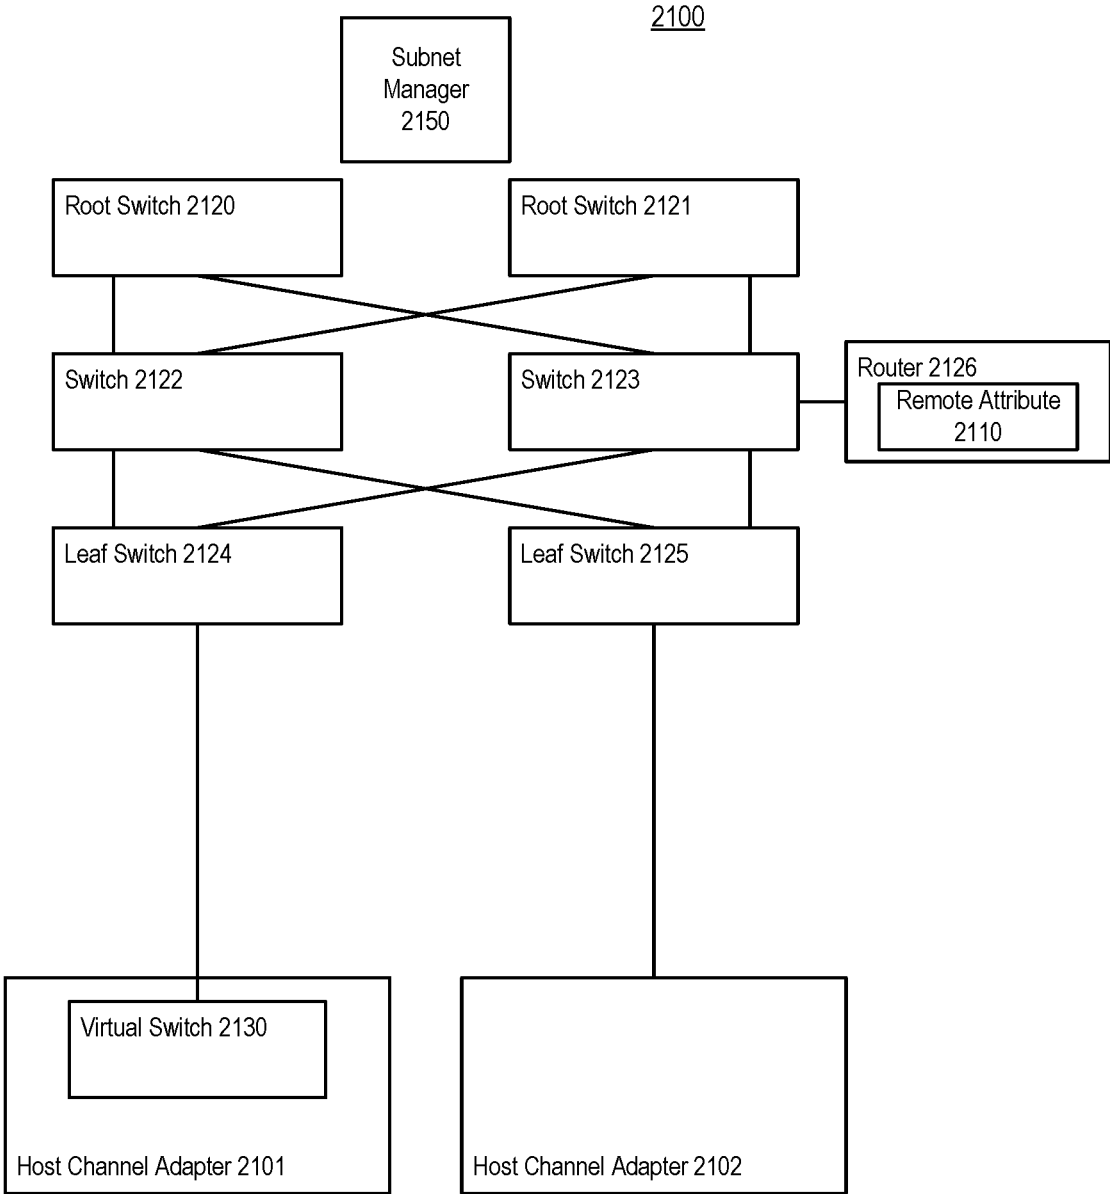 2100
Subnet
Manager
2150
Root Switch 2120
Root Switch 2121
Switch 2122
Switch 2123
Router 2126
Remote Attribute
2110
Leaf Switch 2124
Leaf Switch 2125
Virtual Switch 2130
Host Channel Adapter 2101
Host Channel Adapter 2102